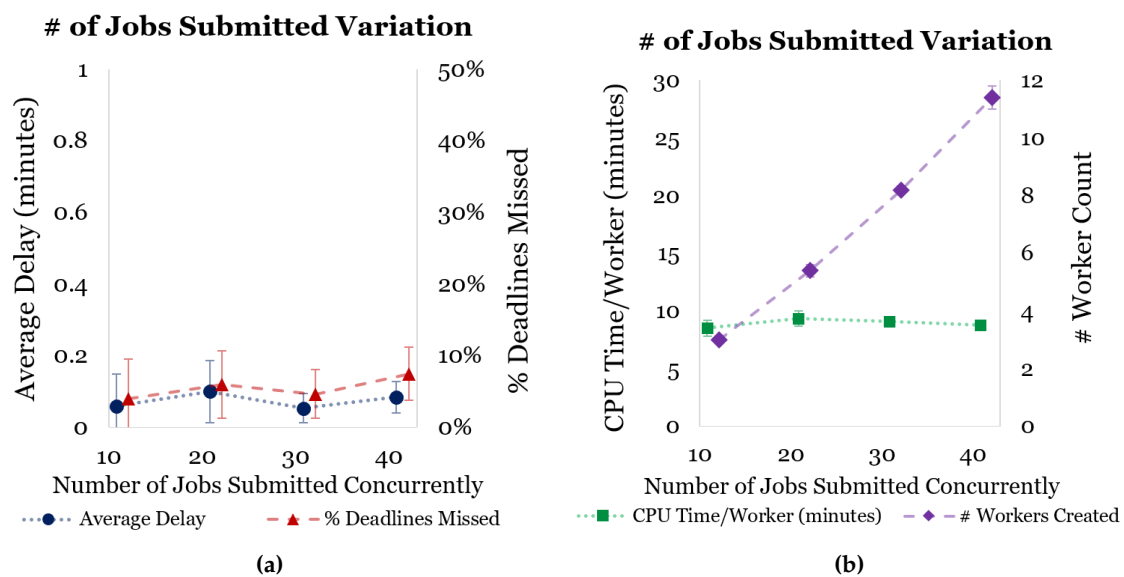 # of Jobs Submitted Variation
Average Delay (minutes)
1
0.8
0.6
0.4
0.2
0
50%
40%
30%
20%
10%
0%
% Deadlines Missed
10 20 30 40
Number of Jobs Submitted Concurrently
Average Delay % Deadlines Missed
(a)
# of Jobs Submitted Variation
CPU Time/Worker (minutes)
30
25
20
15
10
5
0
12
10
8
6
4
2
0
# Worker Count
10 20 30 40
Number of Jobs Submitted Concurrently
CPU Time/Worker (minutes) # Workers Created
(b)